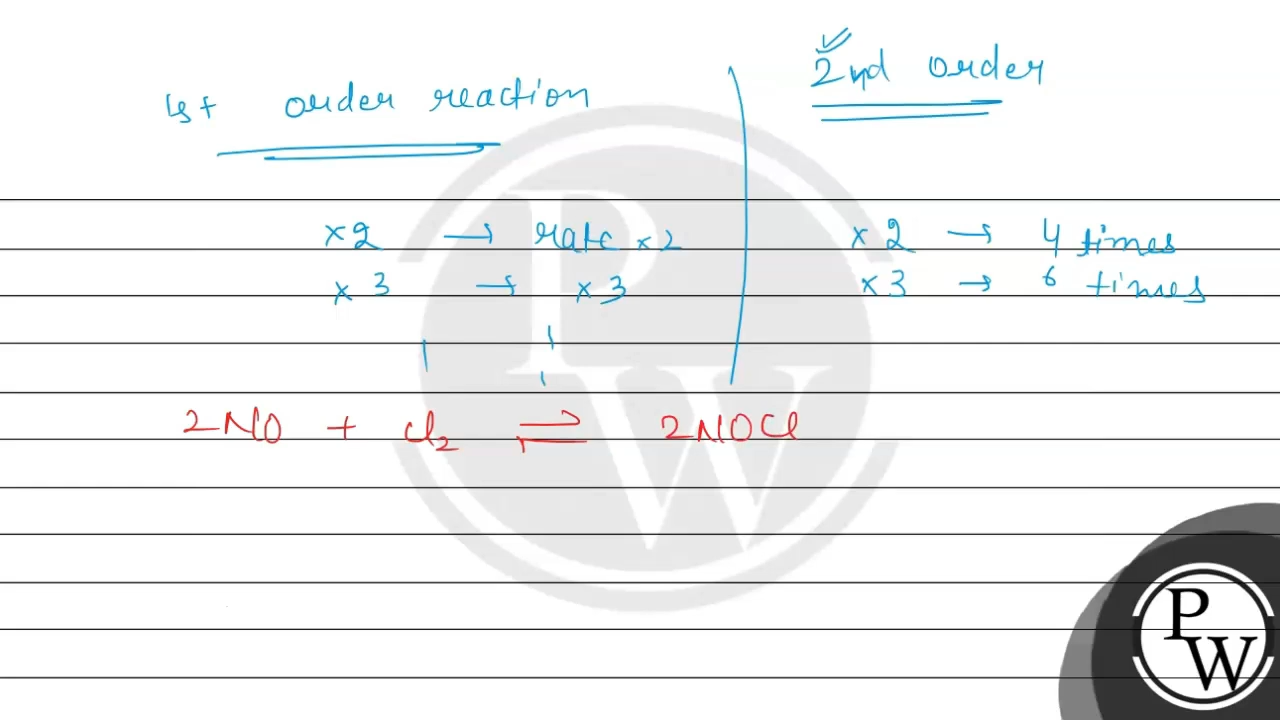 1st order reaction
2nd order
×2 → rate ×2
×3 → ×3
×2 → 4 times
×3 → 6 times
2NO + Cl₂ ⇌ 2NOCl
P
W
P
W